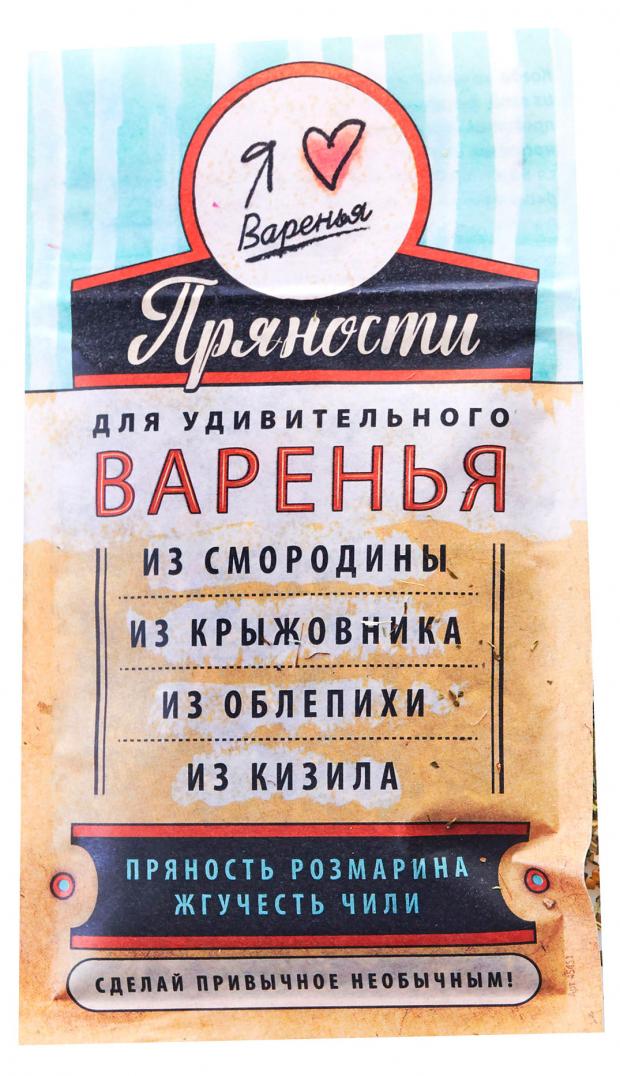 Я ❤
Варенья
Пряности
ДЛЯ УДИВИТЕЛЬНОГО
ВАРЕНЬЯ
ИЗ СМОРОДИНЫ
ИЗ КРЫЖОВНИКА
ИЗ ОБЛЕПИХИ
ИЗ КИЗИЛА
ПРЯНОСТЬ РОЗМАРИНА
ЖГУЧЕСТЬ ЧИЛИ
СДЕЛАЙ ПРИВЫЧНОЕ НЕОБЫЧНЫМ!